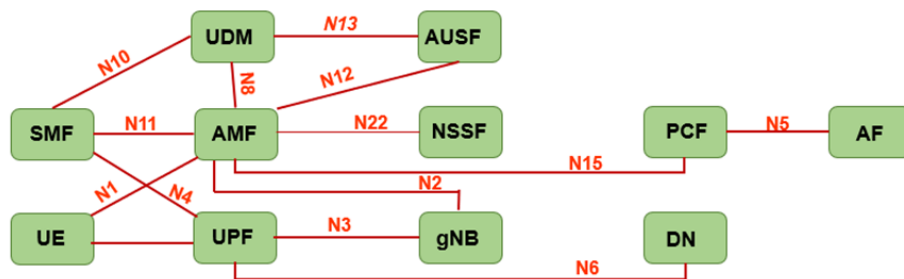 UDM
N13
AUSF
N10
N8
N12
SMF
N11
AMF
N22
NSSF
PCF
N5
AF
N15
N1
N4
N2
UE
UPF
N3
gNB
DN
N6